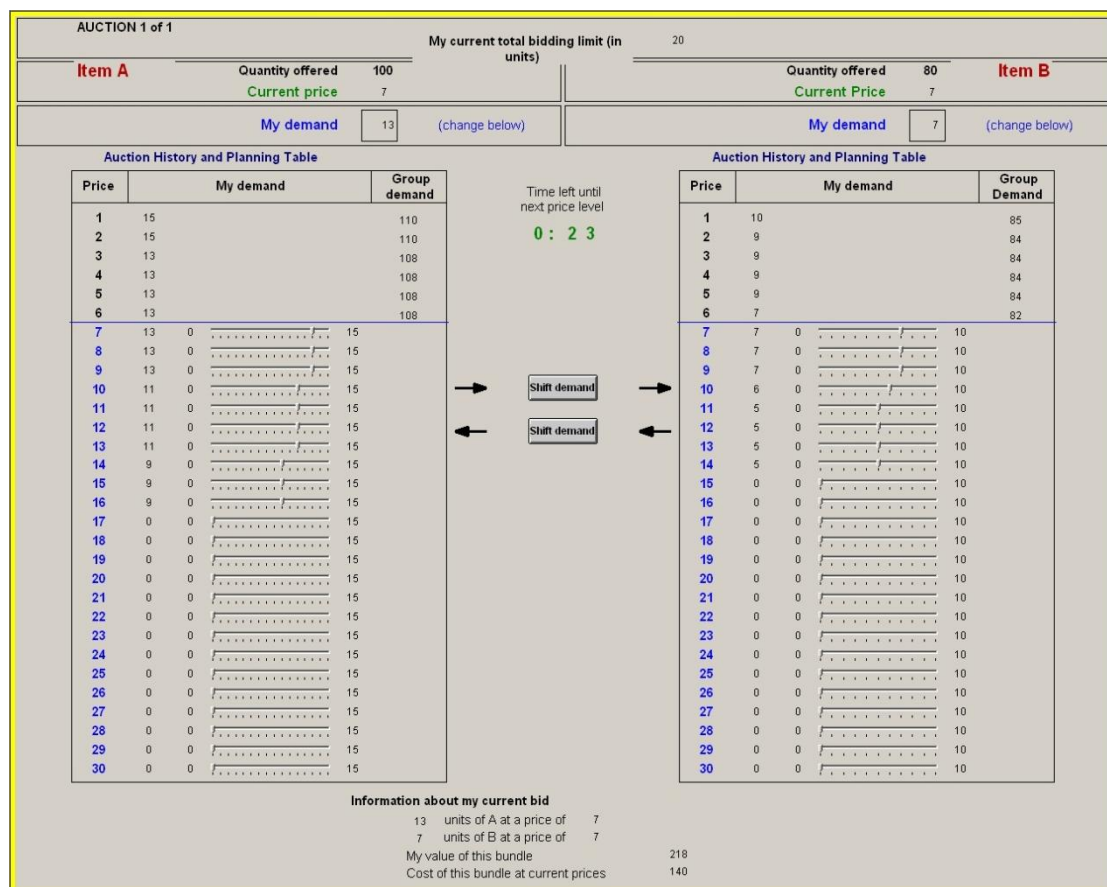 AUCTION 1 of 1
My current total bidding limit (in units) 20
Item A Quantity offered 100 Quantity offered 80 Item B
Current price 7 Current Price 7
My demand 13 (change below) My demand 7 (change below)
Auction History and Planning Table Auction History and Planning Table
Price My demand Group demand Price My demand Group Demand
Time left until
next price level
0 : 2 3
1 15 110 1 10 85
2 15 110 2 9 84
3 13 108 3 9 84
4 13 108 4 9 84
5 13 108 5 9 84
6 13 108 6 7 82
7 13 0 15 7 7 0 10
8 13 0 15 8 7 0 10
9 13 0 15 9 7 0 10
10 11 0 15 Shift demand 10 6 0 10
11 11 0 15 11 5 0 10
12 11 0 15 Shift demand 12 5 0 10
13 11 0 15 13 5 0 10
14 9 0 15 14 5 0 10
15 9 0 15 15 0 0 10
16 9 0 15 16 0 0 10
17 0 0 15 17 0 0 10
18 0 0 15 18 0 0 10
19 0 0 15 19 0 0 10
20 0 0 15 20 0 0 10
21 0 0 15 21 0 0 10
22 0 0 15 22 0 0 10
23 0 0 15 23 0 0 10
24 0 0 15 24 0 0 10
25 0 0 15 25 0 0 10
26 0 0 15 26 0 0 10
27 0 0 15 27 0 0 10
28 0 0 15 28 0 0 10
29 0 0 15 29 0 0 10
30 0 0 15 30 0 0 10
Information about my current bid
13 units of A at a price of 7
7 units of B at a price of 7
My value of this bundle 218
Cost of this bundle at current prices 140